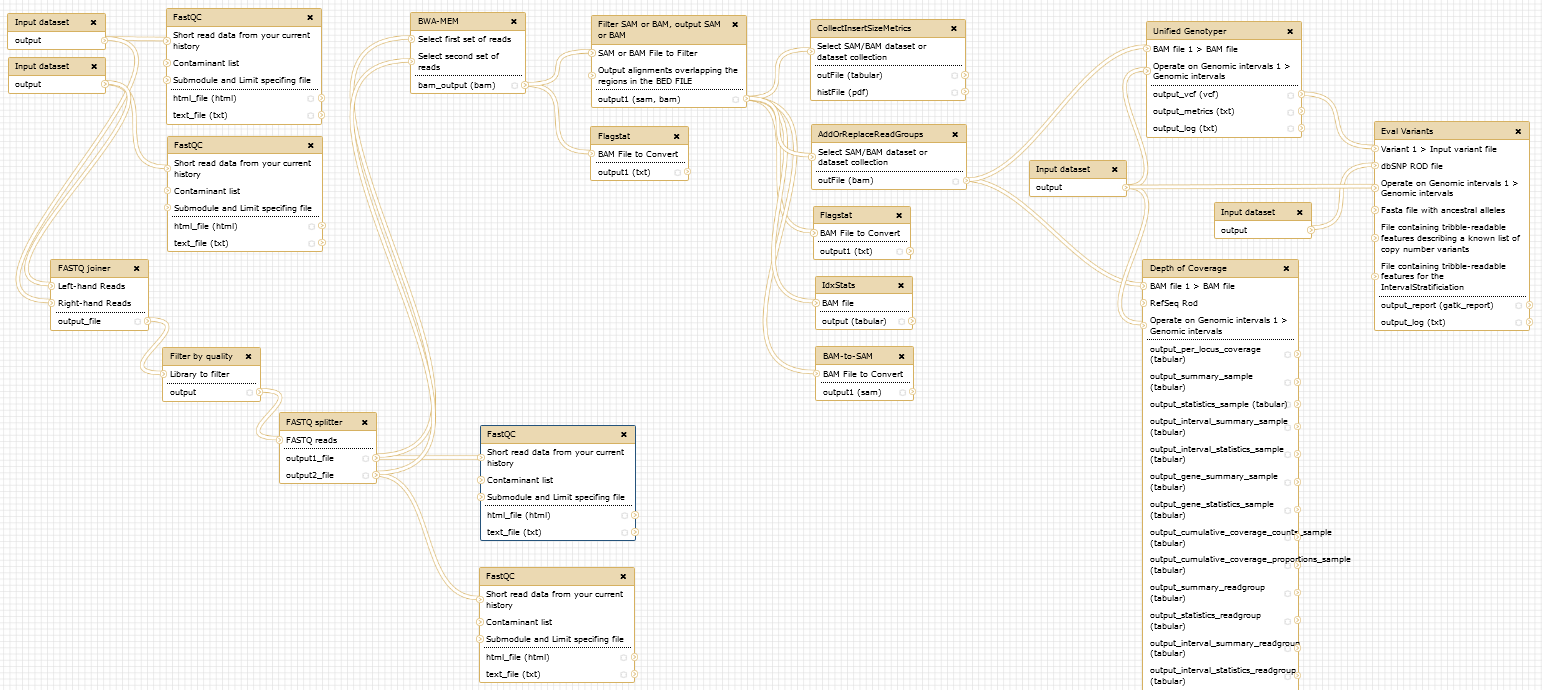 Input dataset
output
Input dataset
output
FastQC
Short read data from your current
history
Contaminant list
Submodule and Limit specifing file
html_file (html)
text_file (txt)
FastQC
Short read data from your current
history
Contaminant list
Submodule and Limit specifing file
html_file (html)
text_file (txt)
FASTQ joiner
Left-hand Reads
Right-hand Reads
output_file
Filter by quality
Library to filter
output
FASTQ splitter
FASTQ reads
output1_file
output2_file
BWA-MEM
Select first set of reads
Select second set of
reads
bam_output (bam)
FastQC
Short read data from your current
history
Contaminant list
Submodule and Limit specifing file
html_file (html)
text_file (txt)
FastQC
Short read data from your current
history
Contaminant list
Submodule and Limit specifing file
html_file (html)
text_file (txt)
Filter SAM or BAM, output SAM
or BAM
SAM or BAM File to Filter
Output alignments overlapping the
regions in the BED FILE
output1 (sam, bam)
Flagstat
BAM File to Convert
output1 (txt)
CollectInsertSizeMetrics
Select SAM/BAM dataset or
dataset collection
outFile (tabular)
histFile (pdf)
AddOrReplaceReadGroups
Select SAM/BAM dataset or
dataset collection
outFile (bam)
Flagstat
BAM File to Convert
output1 (txt)
IdxStats
BAM file
output (tabular)
BAM-to-SAM
BAM File to Convert
output1 (sam)
Input dataset
output
Unified Genotyper
BAM file 1 > BAM file
Operate on Genomic intervals 1 >
Genomic intervals
output_vcf (vcf)
output_metrics (txt)
output_log (txt)
Input dataset
output
Depth of Coverage
BAM file 1 > BAM file
RefSeq Rod
Operate on Genomic intervals 1 >
Genomic intervals
output_per_locus_coverage
(tabular)
output_summary_sample
(tabular)
output_statistics_sample (tabular)
output_interval_summary_sample
(tabular)
output_interval_statistics_sample
(tabular)
output_gene_summary_sample
(tabular)
output_gene_statistics_sample
(tabular)
output_cumulative_coverage_counts_sample
(tabular)
output_cumulative_coverage_proportions_sample
(tabular)
output_summary_readgroup
(tabular)
output_statistics_readgroup
(tabular)
output_interval_summary_readgroup
(tabular)
output_interval_statistics_readgroup
(tabular)
Eval Variants
Variant 1 > Input variant file
dbSNP ROD file
Operate on Genomic intervals 1 >
Genomic intervals
Fasta file with ancestral alleles
File containing tribble-readable
features describing a known list of
copy number variants
File containing tribble-readable
features for the
IntervalStratificiation
output_report (gatk_report)
output_log (txt)